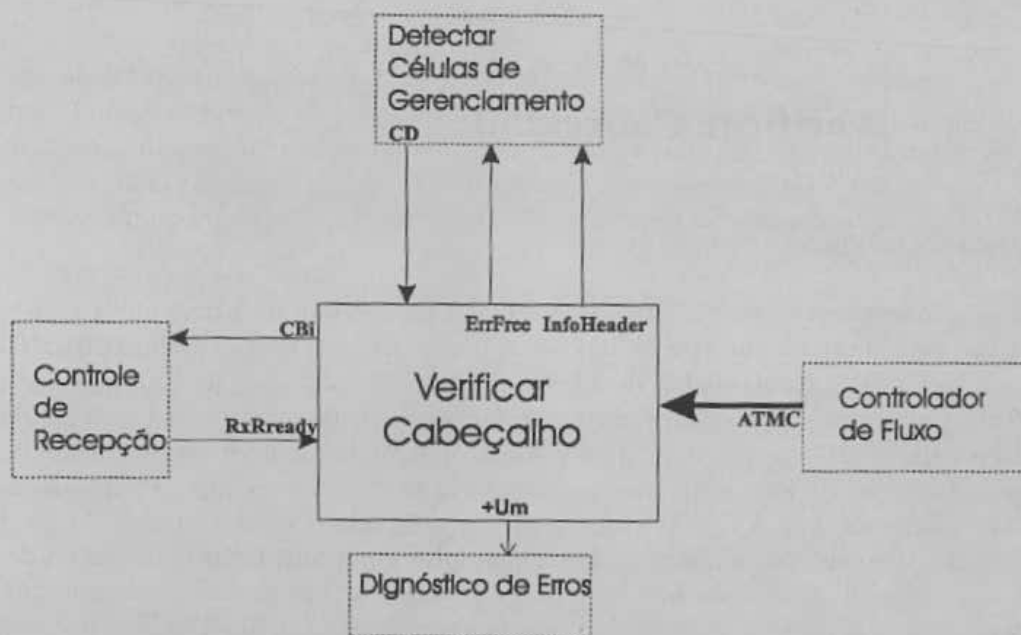 Detectar
Células de
Gerenciamento
CD
ErrFree InfoHeader
CBi
Controle
de
Recepção
RxRready
Verificar
Cabeçalho
ATMC
Controlador
de Fluxo
+Um
Dignóstico de Erros